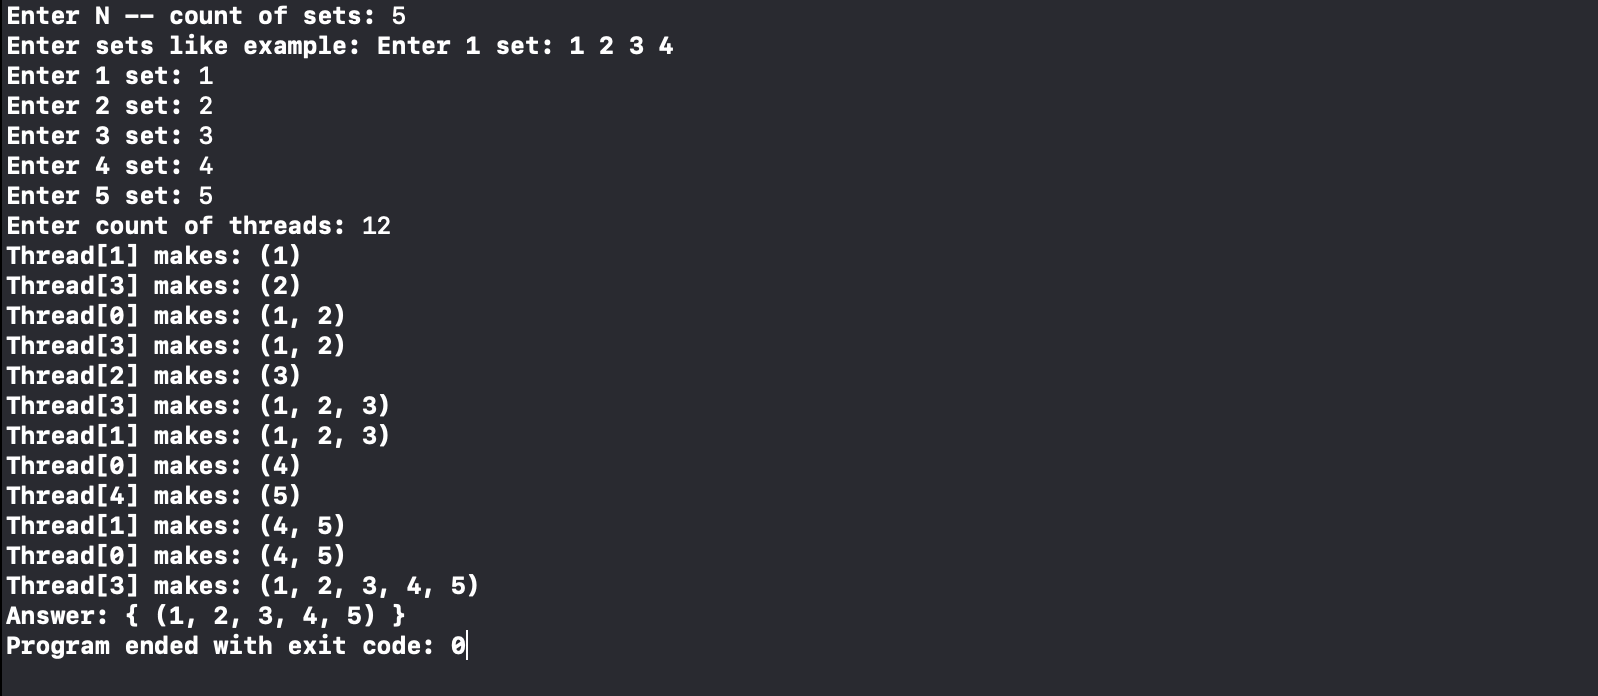 Enter N -- count of sets: 5
Enter sets like example: Enter 1 set: 1 2 3 4
Enter 1 set: 1
Enter 2 set: 2
Enter 3 set: 3
Enter 4 set: 4
Enter 5 set: 5
Enter count of threads: 12
Thread[1] makes: (1)
Thread[3] makes: (2)
Thread[0] makes: (1, 2)
Thread[3] makes: (1, 2)
Thread[2] makes: (3)
Thread[3] makes: (1, 2, 3)
Thread[1] makes: (1, 2, 3)
Thread[0] makes: (4)
Thread[4] makes: (5)
Thread[1] makes: (4, 5)
Thread[0] makes: (4, 5)
Thread[3] makes: (1, 2, 3, 4, 5)
Answer: { (1, 2, 3, 4, 5) }
Program ended with exit code: 0